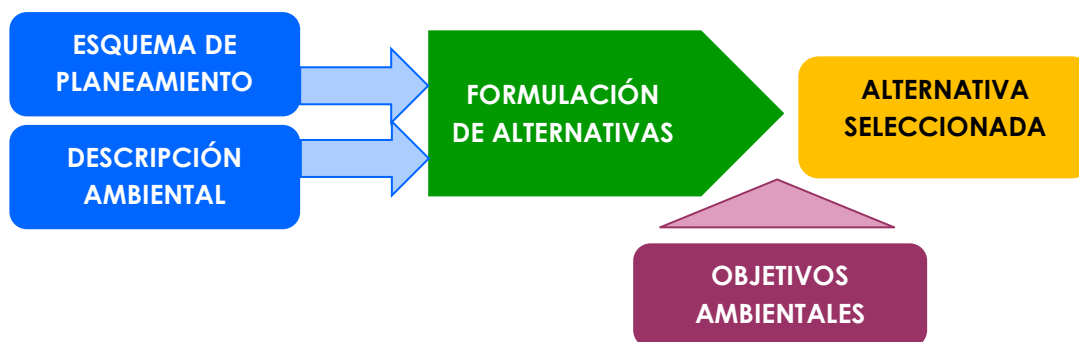 ESQUEMA DE
PLANEAMIENTO
DESCRIPCIÓN
AMBIENTAL
FORMULACIÓN
DE ALTERNATIVAS
ALTERNATIVA
SELECCIONADA
OBJETIVOS
AMBIENTALES